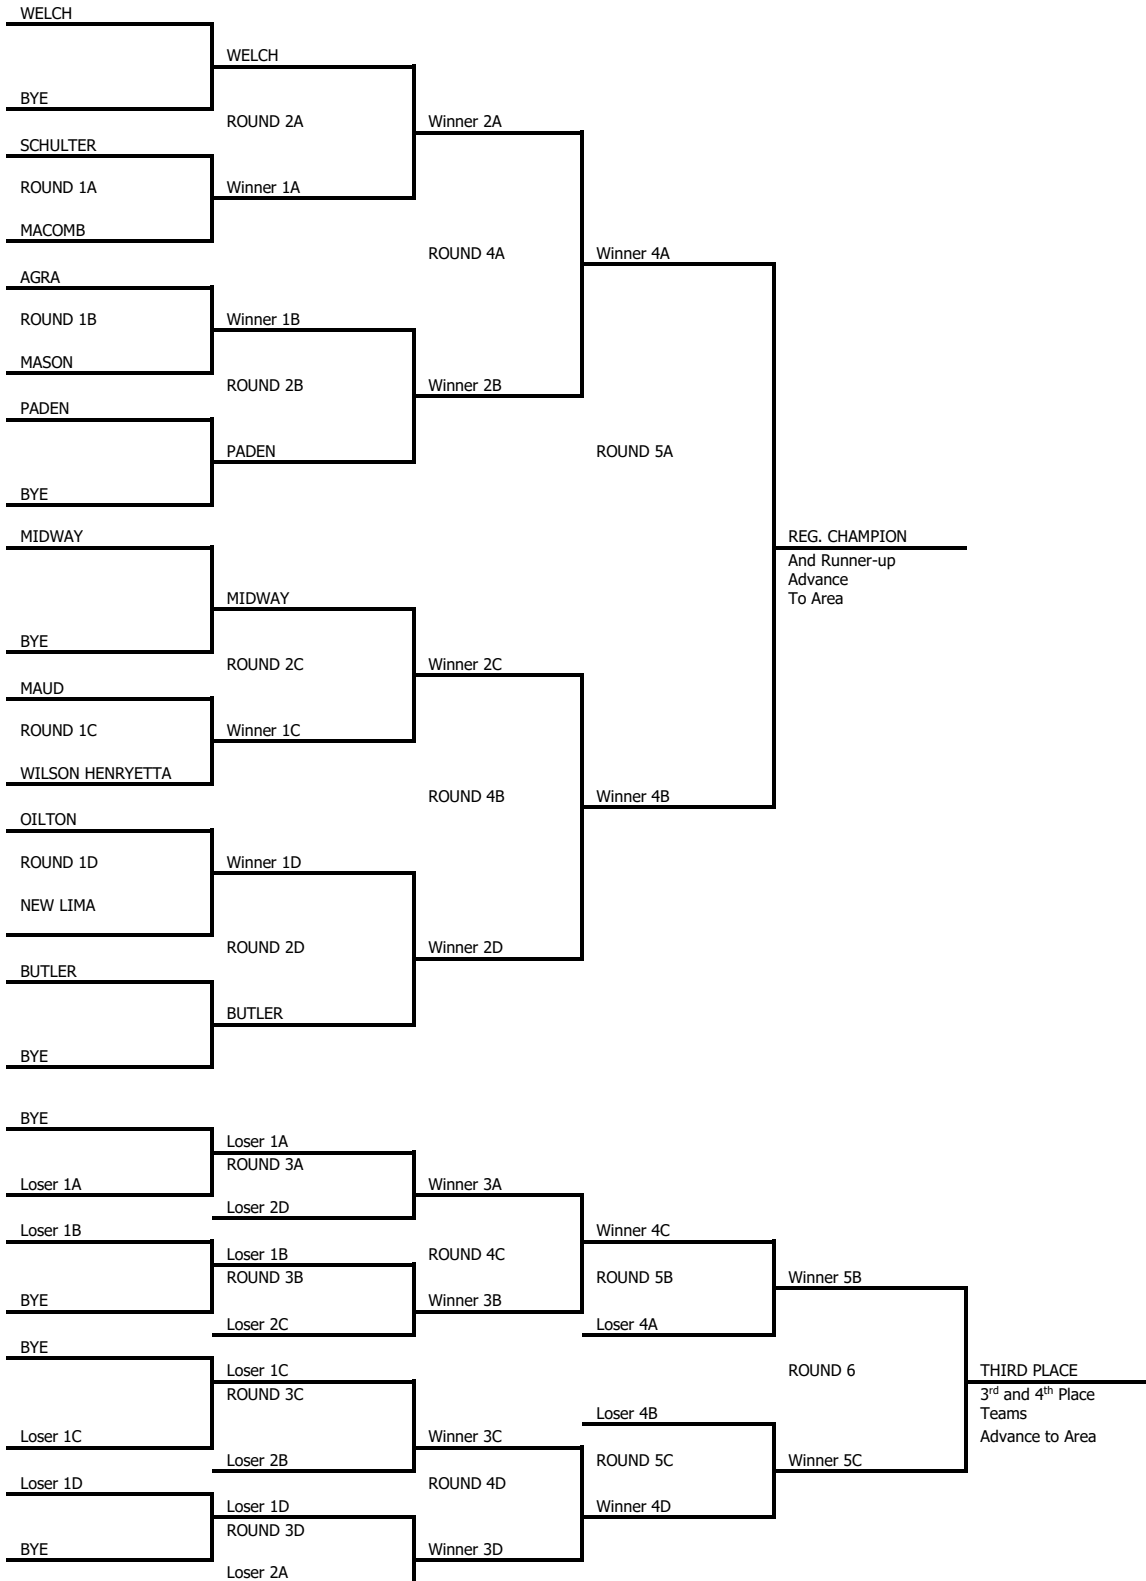 WELCH
WELCH
BYE
ROUND 2A
Winner 2A
SCHULTER
ROUND 1A
Winner 1A
MACOMB
ROUND 4A
Winner 4A
AGRA
ROUND 1B
Winner 1B
MASON
ROUND 2B
Winner 2B
PADEN
PADEN
ROUND 5A
BYE
MIDWAY
REG. CHAMPION
And Runner-up
Advance
To Area
MIDWAY
BYE
ROUND 2C
Winner 2C
MAUD
ROUND 1C
Winner 1C
WILSON HENRYETTA
ROUND 4B
Winner 4B
OILTON
ROUND 1D
Winner 1D
NEW LIMA
ROUND 2D
Winner 2D
BUTLER
BUTLER
BYE
BYE
Loser 1A
ROUND 3A
Loser 1A
Winner 3A
Loser 2D
Loser 1B
Winner 4C
Loser 1B
ROUND 4C
ROUND 3B
ROUND 5B
Winner 5B
BYE
Winner 3B
Loser 2C
Loser 4A
BYE
Loser 1C
ROUND 6
THIRD PLACE
ROUND 3C
3rd and 4th Place
Teams
Loser 4B
Loser 1C
Winner 3C
Advance to Area
Loser 2B
ROUND 5C
Winner 5C
Loser 1D
ROUND 4D
Loser 1D
Winner 4D
ROUND 3D
BYE
Winner 3D
Loser 2A